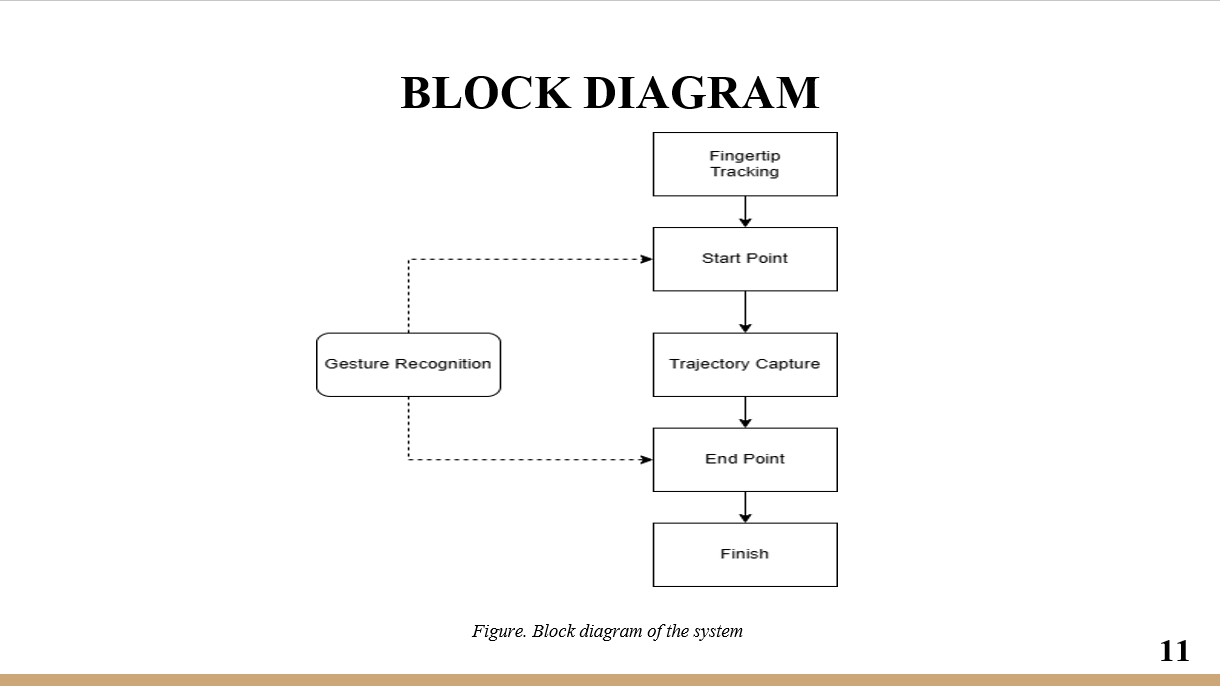 BLOCK DIAGRAM
Fingertip
Tracking
Start Point
Gesture Recognition
Trajectory Capture
End Point
Finish
Figure. Block diagram of the system
11